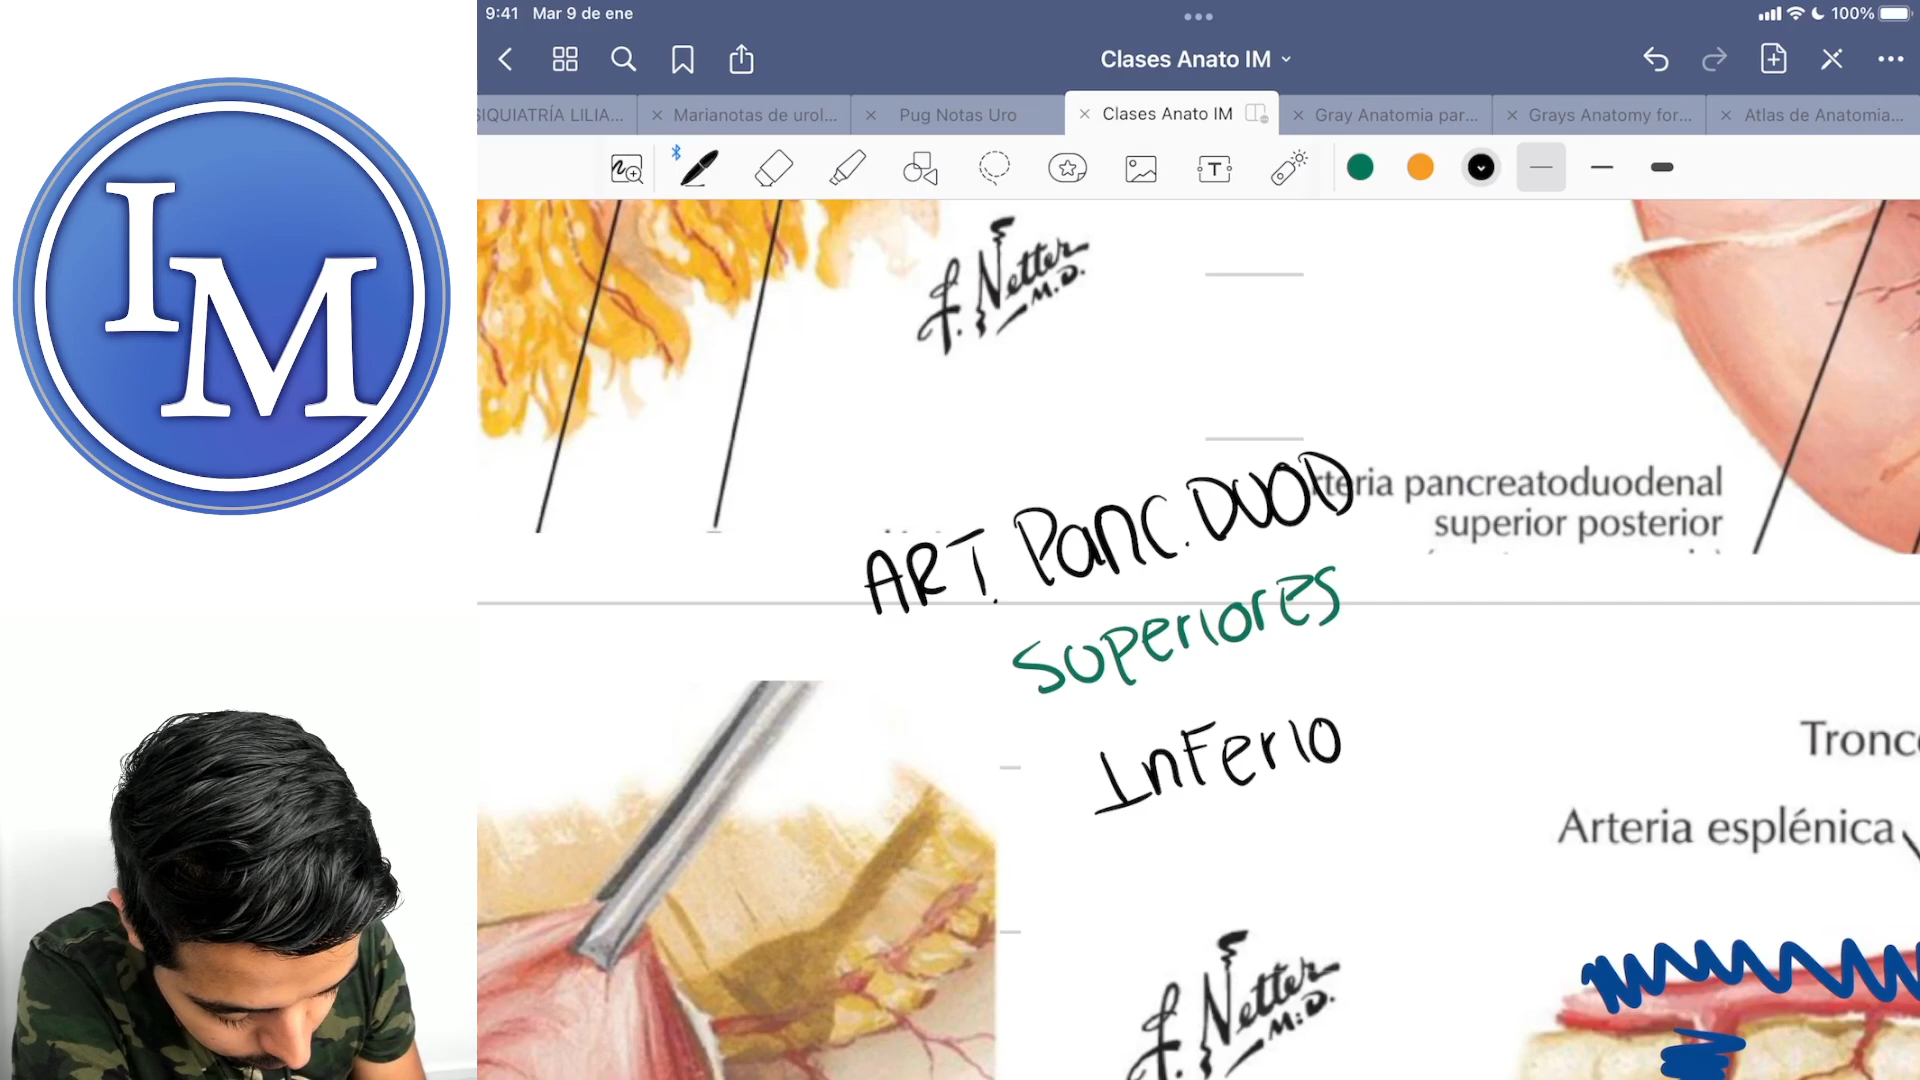 IM
9:41 Mar 9 de ene 100%
Clases Anato IM
SIQUIATRÍA LILIA... Marianotas de urol... Pug Notas Uro Clases Anato IM Gray Anatomia par... Grays Anatomy for... Atlas de Anatomia...
T
F. Netter
M.D.
rteria pancreatoduodenal
superior posterior
ART. Panc. DUOD
Superiores
InFerio
Tronc
Arteria esplénica
F. Netter
M.D.